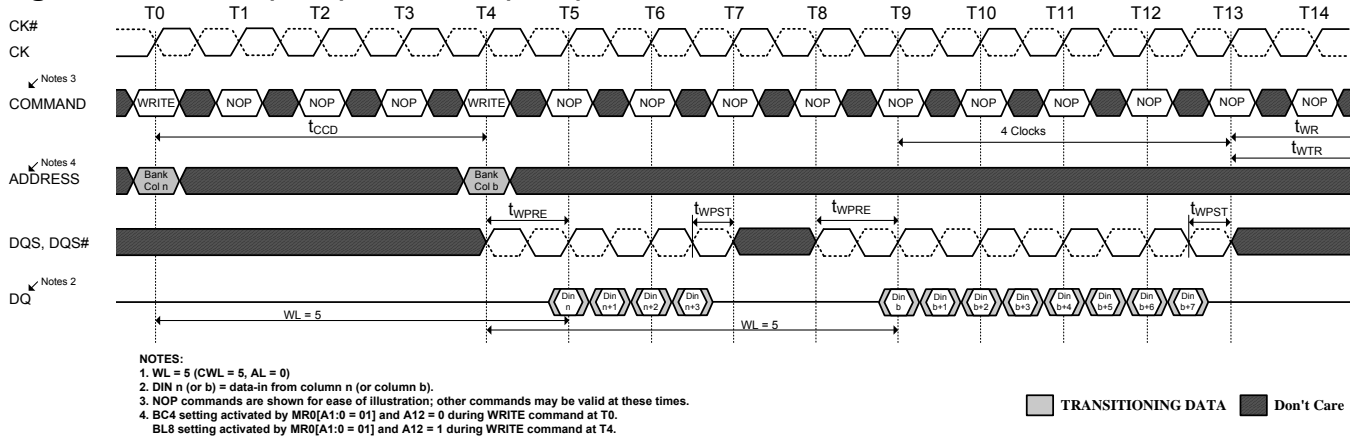 T0 T1 T2 T3 T4 T5 T6 T7 T8 T9 T10 T11 T12 T13 T14
CK#
CK
Notes 3
COMMAND
WRITE NOP NOP NOP WRITE NOP NOP NOP NOP NOP NOP NOP NOP NOP NOP
tCCD
4 Clocks
tWR
tWTR
Notes 4
ADDRESS
Bank Bank
Col n Col b
tWPRE tWPST tWPRE tWPST
DQS, DQS#
Notes 2
DQ
Din Din Din Din Din Din Din Din Din Din Din Din
n n+1 n+2 n+3 b b+1 b+2 b+3 b+4 b+5 b+6 b+7
WL = 5
WL = 5
NOTES:
1. WL = 5 (CWL = 5, AL = 0)
2. DIN n (or b) = data-in from column n (or column b).
3. NOP commands are shown for ease of illustration; other commands may be valid at these times.
4. BC4 setting activated by MR0[A1:0 = 01] and A12 = 0 during WRITE command at T0.
BL8 setting activated by MR0[A1:0 = 01] and A12 = 1 during WRITE command at T4.
TRANSITIONING DATA
Don't Care